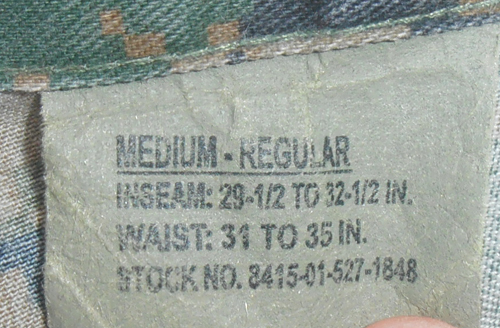 MEDIUM - REGULAR
INSEAM: 29-1/2 TO 32-1/2 IN.
WAIST: 31 TO 35 IN.
STOCK NO. 8415-01-527-1848